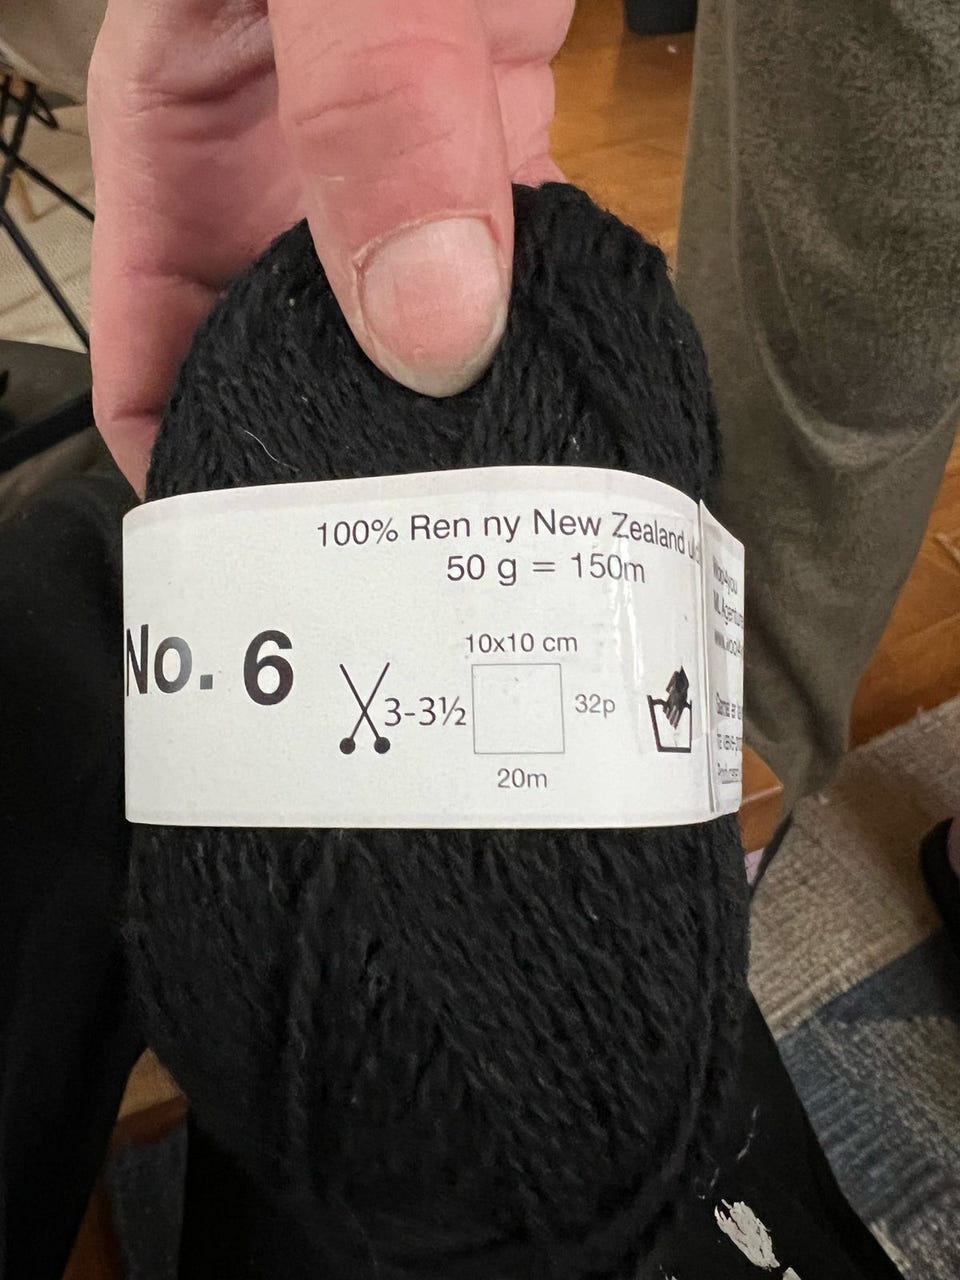 100% Ren ny New Zealand
50 g = 150m
No. 6
3-3½
10x10 cm
32p
20m